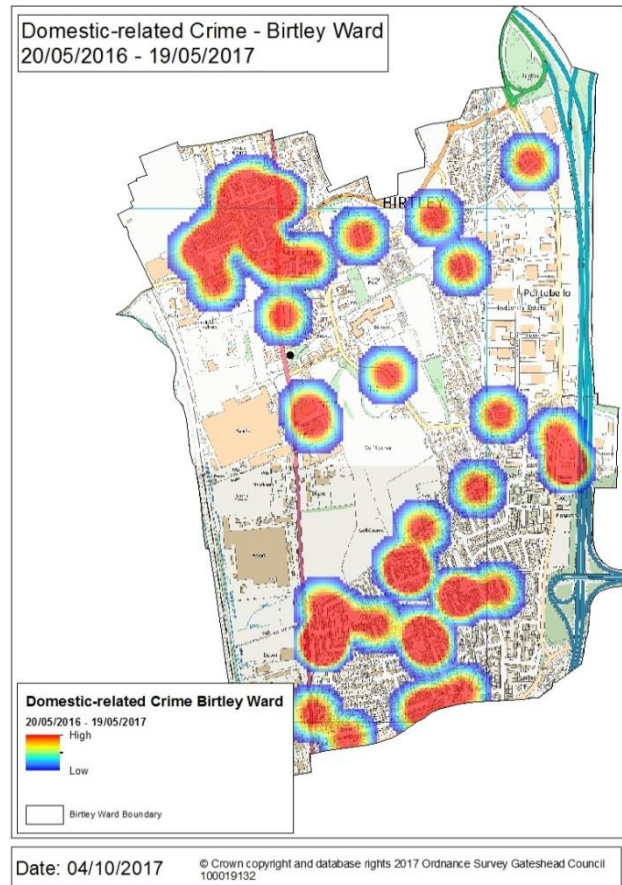 Domestic-related Crime - Birtley Ward
20/05/2016 - 19/05/2017
BIRTLEY
Portobello
Domestic-related Crime Birtley Ward
20/05/2016 - 19/05/2017
High
Low
Birtley Ward Boundary
Date: 04/10/2017
© Crown copyright and database rights 2017 Ordnance Survey Gateshead Council
100019132